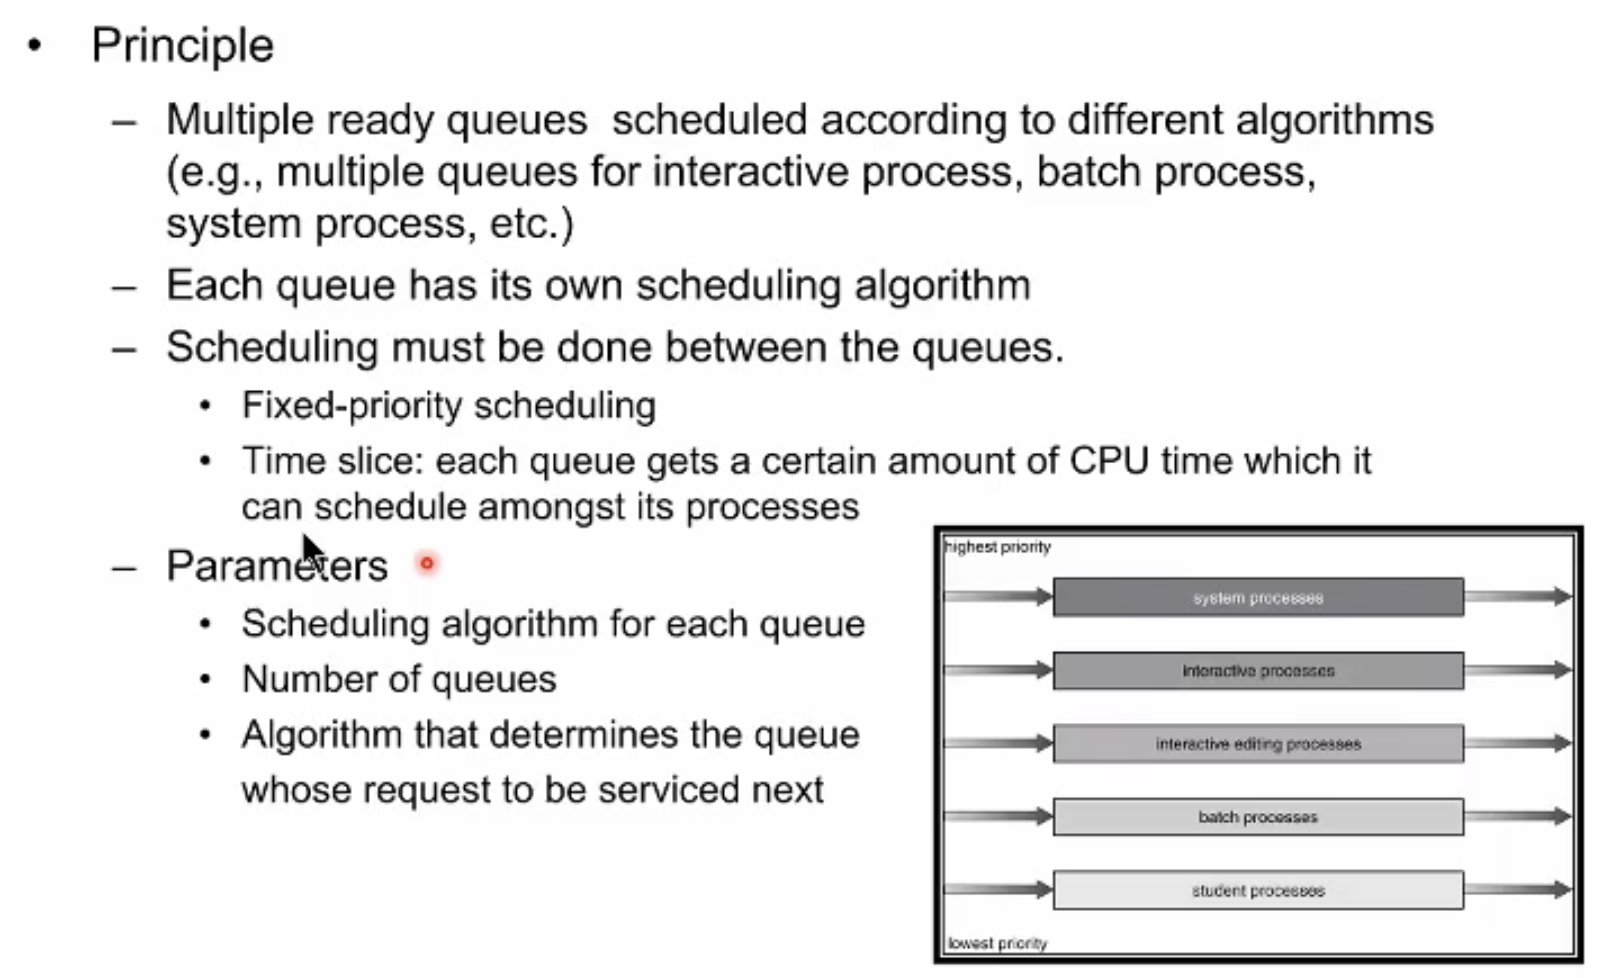 • Principle
– Multiple ready queues scheduled according to different algorithms
(e.g., multiple queues for interactive process, batch process,
system process, etc.)
– Each queue has its own scheduling algorithm
– Scheduling must be done between the queues.
• Fixed-priority scheduling
• Time slice: each queue gets a certain amount of CPU time which it
can schedule amongst its processes
– Parameters
• Scheduling algorithm for each queue
• Number of queues
• Algorithm that determines the queue
whose request to be serviced next
highest priority
system processes
interactive processes
interactive editing processes
batch processes
student processes
lowest priority